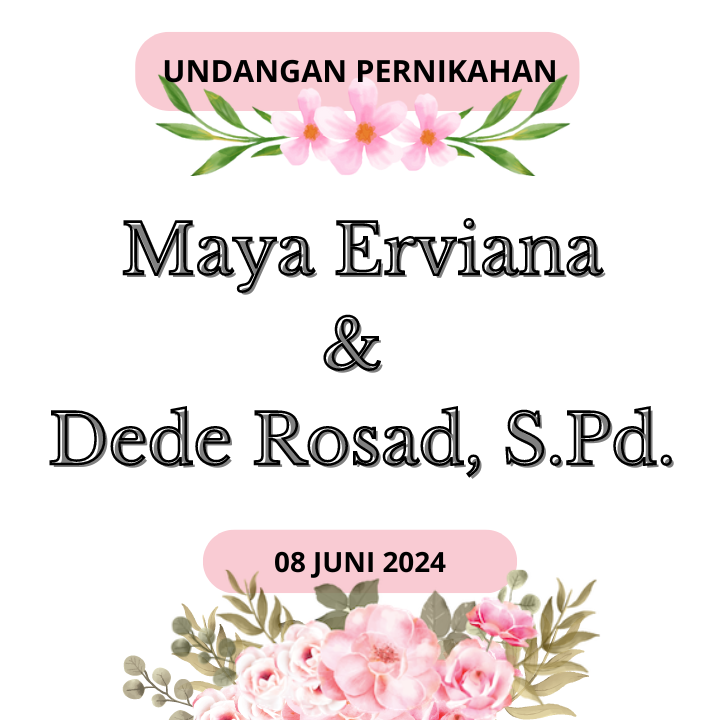 UNDANGAN PERNIKAHAN
Maya Erviana
&
Dede Rosad, S.Pd.
08 JUNI 2024